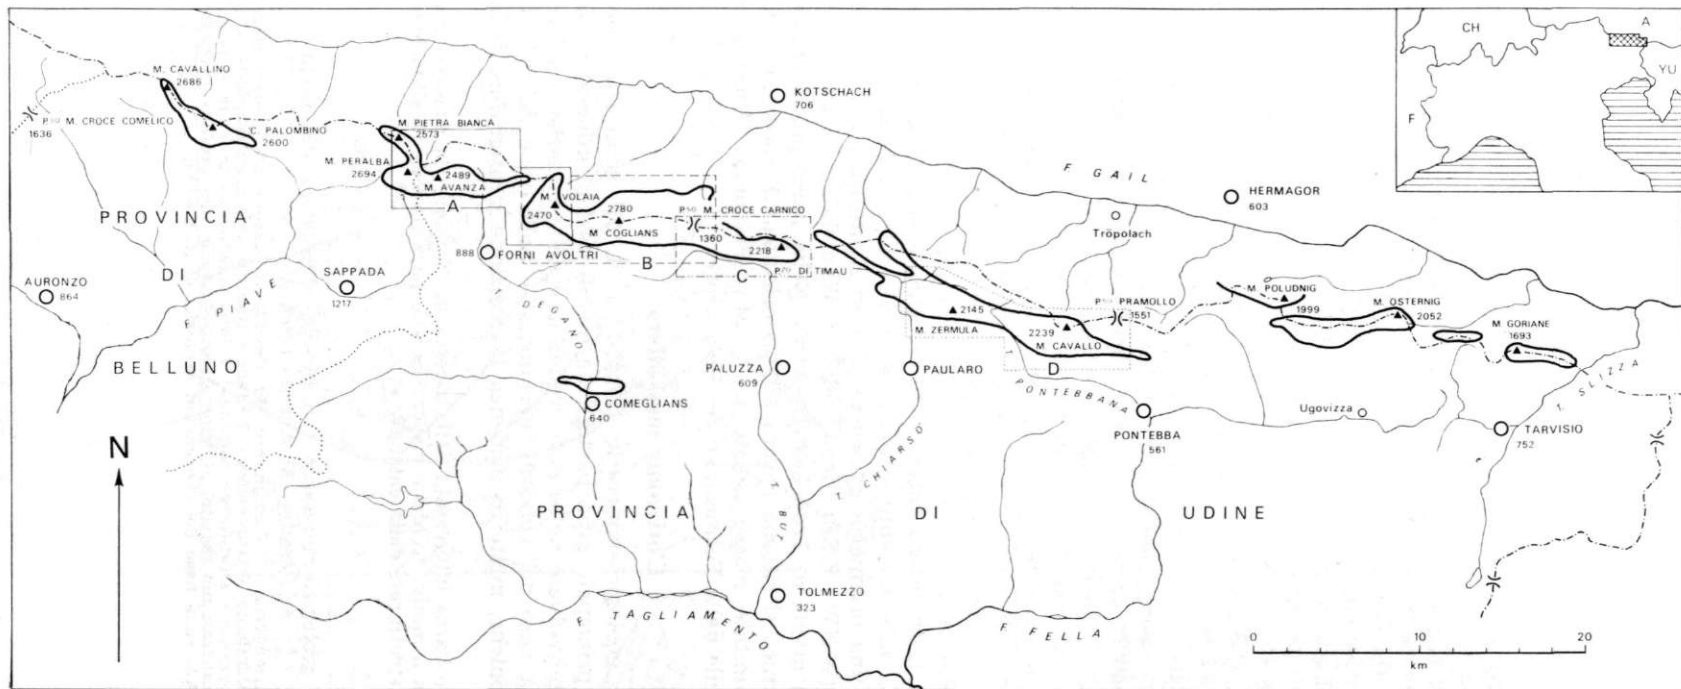 CH
A
YU
F
M. CAVALLINO
2686
Pso M. CROCE COMELICO
1636
C. PALOMBINO
2600
M. PIETRA BIANCA
2573
M. PERALBA
2694
2489
M. AVANZA
A
KOTSCHACH
706
M. VOLAIA
2470
2780
M. COGLIANS
Pso M. CROCE CARNICO
1360
2218
B
C
Pzo DI TIMAU
F. GAIL
HERMAGOR
603
Tröpolach
PROVINCIA
DI
BELLUNO
AURONZO
864
F. PIAVE
SAPPADA
1217
888
FORNI AVOLTRI
T. DEGANO
COMEGLIANS
640
PALUZZA
609
PAULARO
2145
M. ZERMULA
2239
M. CAVALLO
D
Pso PRAMOLLO
1551
M. POLUDNIG
1999
M. OSTERNIG
2052
M. GORIANE
1693
T. PONTEBBANA
PONTEBBA
561
Ugovizza
T. SLIZZA
TARVISIO
752
N
PROVINCIA
DI
UDINE
T. BUT
T. CHIARSO
TOLMEZZO
323
F. TAGLIAMENTO
F. FELLA
0 10 20
km